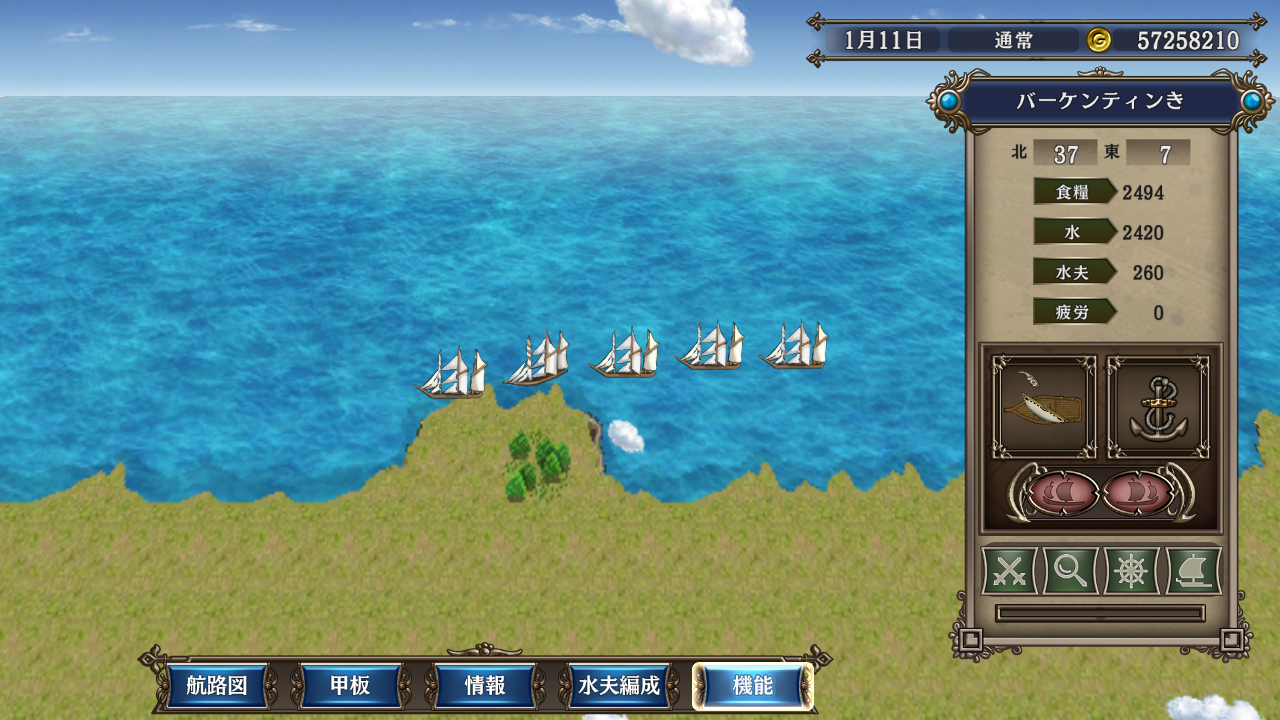 1月11日 通常 G 57258210
バーケンティンき
北 37 東 7
食糧 2494
水 2420
水夫 260
疲労 0
航路図 甲板 情報 水夫編成 機能